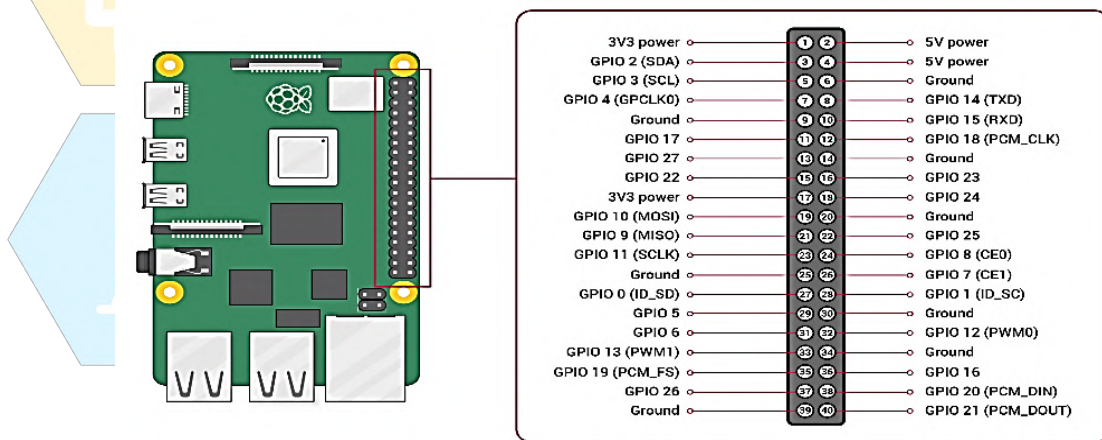 3V3 power 1 2 5V power
GPIO 2 (SDA) 3 4 5V power
GPIO 3 (SCL) 5 6 Ground
GPIO 4 (GPCLK0) 7 8 GPIO 14 (TXD)
Ground 9 10 GPIO 15 (RXD)
GPIO 17 11 12 GPIO 18 (PCM_CLK)
GPIO 27 13 14 Ground
GPIO 22 15 16 GPIO 23
3V3 power 17 18 GPIO 24
GPIO 10 (MOSI) 19 20 Ground
GPIO 9 (MISO) 21 22 GPIO 25
GPIO 11 (SCLK) 23 24 GPIO 8 (CE0)
Ground 25 26 GPIO 7 (CE1)
GPIO 0 (ID_SD) 27 28 GPIO 1 (ID_SC)
GPIO 5 29 30 Ground
GPIO 6 31 32 GPIO 12 (PWM0)
GPIO 13 (PWM1) 33 34 Ground
GPIO 19 (PCM_FS) 35 36 GPIO 16
GPIO 26 37 38 GPIO 20 (PCM_DIN)
Ground 39 40 GPIO 21 (PCM_DOUT)